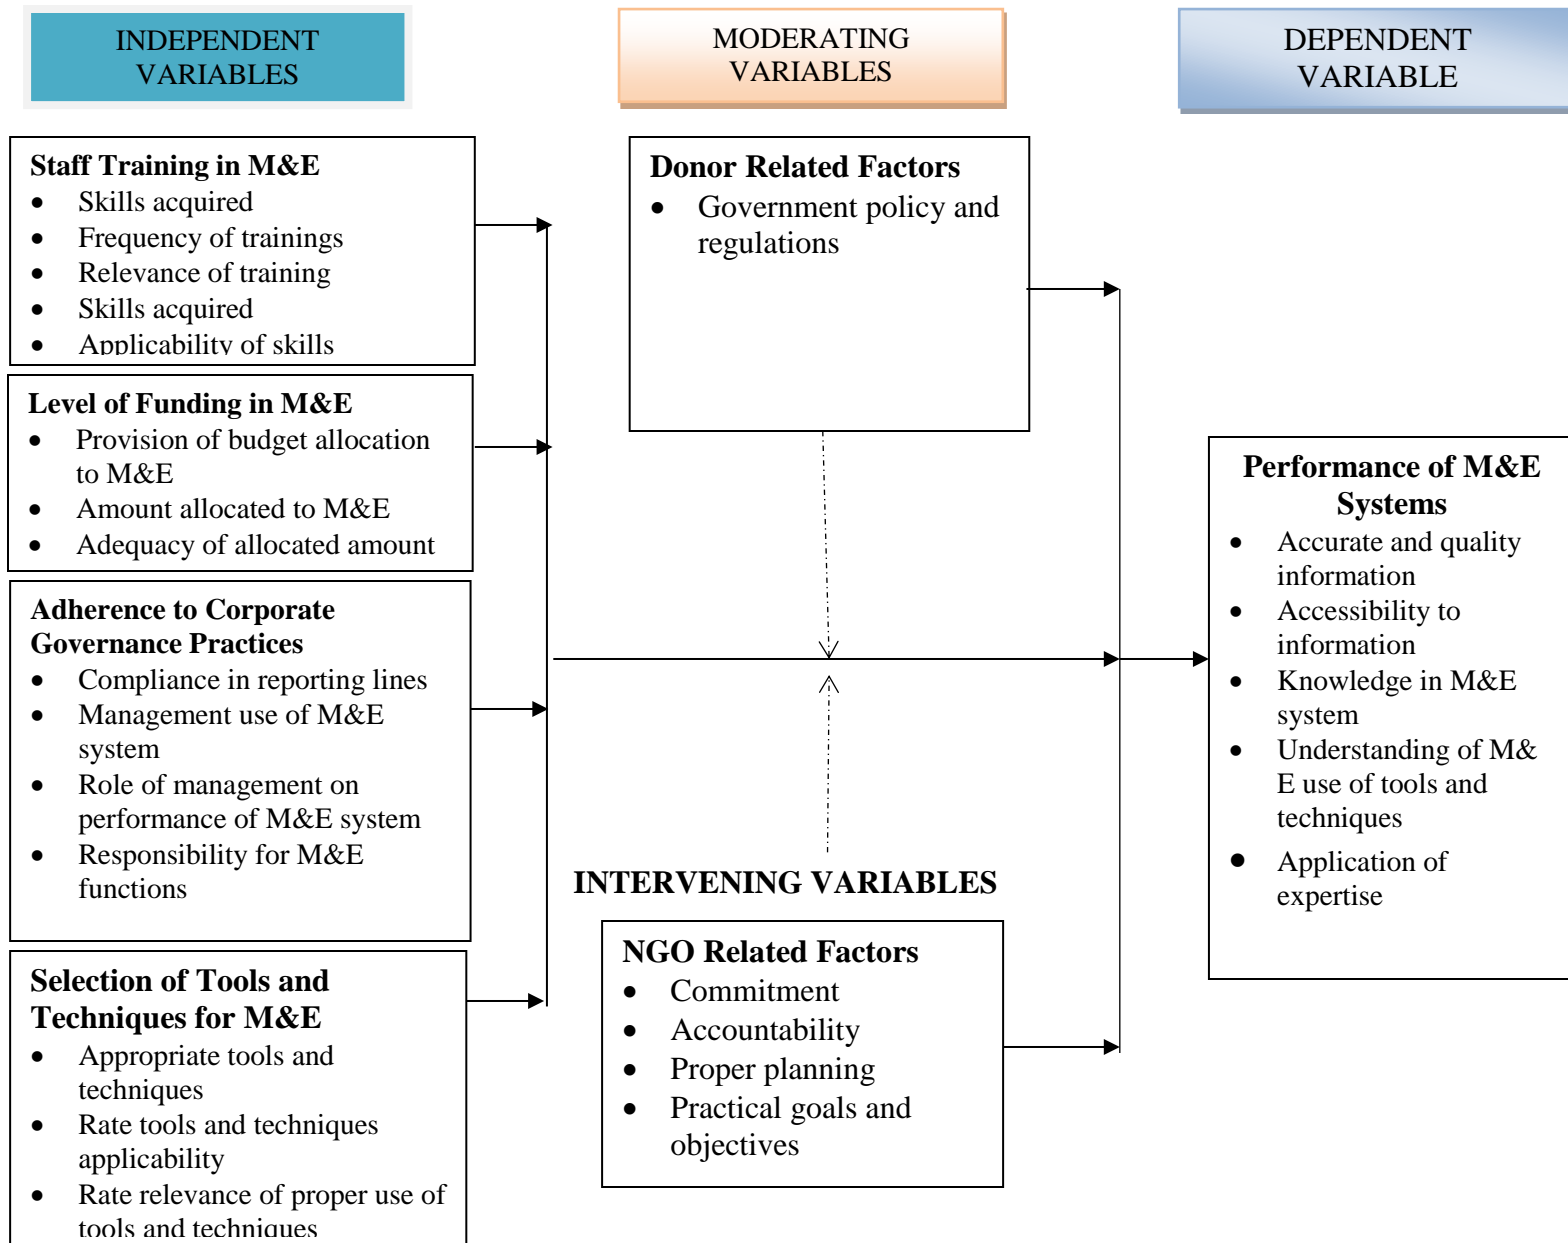 INDEPENDENT
VARIABLES
MODERATING
VARIABLES
DEPENDENT
VARIABLE
Staff Training in M&E
• Skills acquired
• Frequency of trainings
• Relevance of training
• Skills acquired
• Applicability of skills
Level of Funding in M&E
• Provision of budget allocation
to M&E
• Amount allocated to M&E
• Adequacy of allocated amount
Adherence to Corporate
Governance Practices
• Compliance in reporting lines
• Management use of M&E
system
• Role of management on
performance of M&E system
• Responsibility for M&E
functions
Selection of Tools and
Techniques for M&E
• Appropriate tools and
techniques
• Rate tools and techniques
applicability
• Rate relevance of proper use of
tools and techniques
Donor Related Factors
• Government policy and
regulations
INTERVENING VARIABLES
NGO Related Factors
• Commitment
• Accountability
• Proper planning
• Practical goals and
objectives
Performance of M&E
Systems
• Accurate and quality
information
• Accessibility to
information
• Knowledge in M&E
system
• Understanding of M&
E use of tools and
techniques
• Application of
expertise